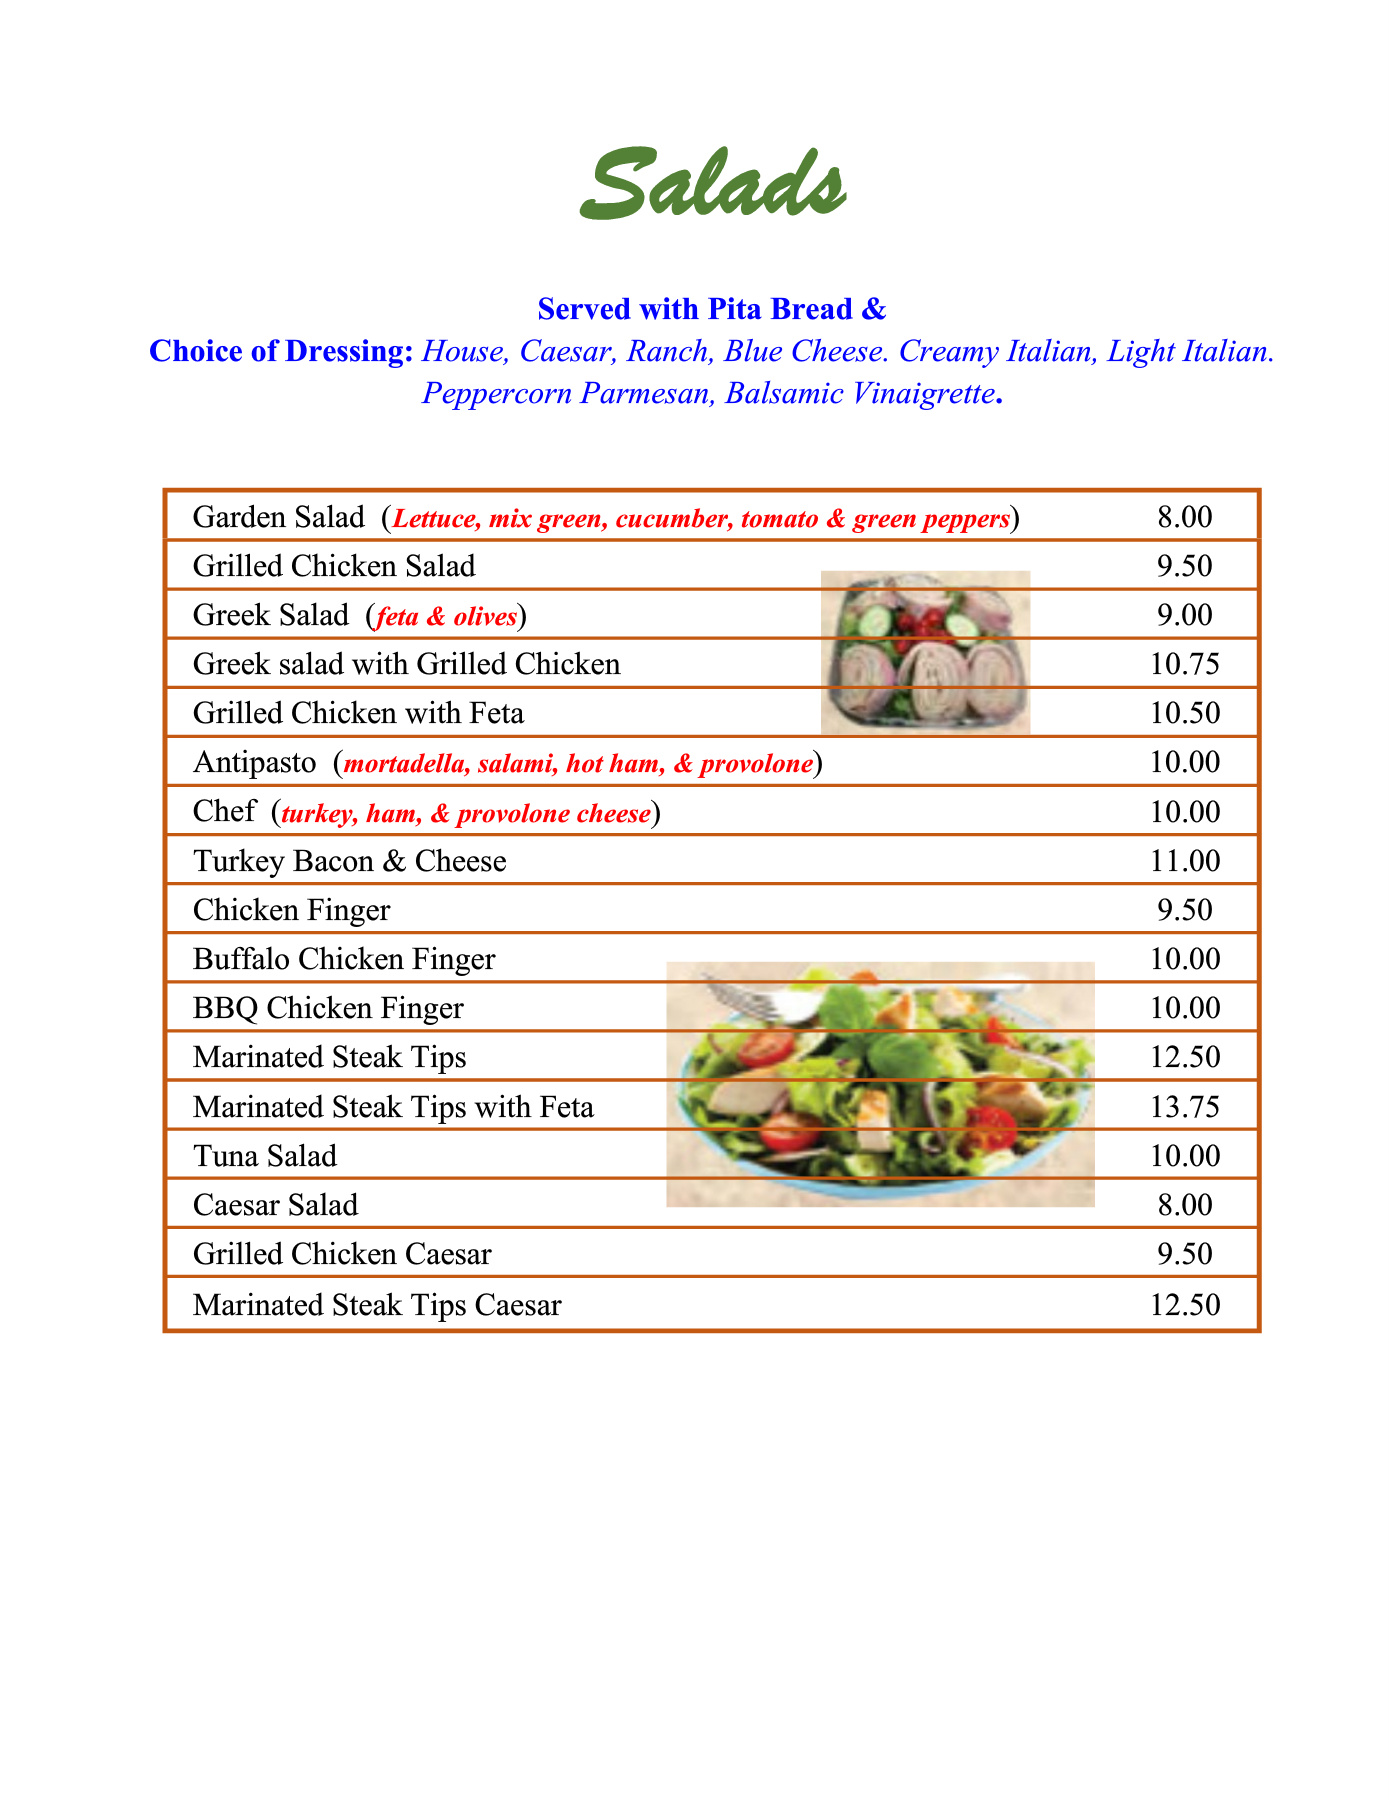 Salads
Served with Pita Bread &
Choice of Dressing: House, Caesar, Ranch, Blue Cheese. Creamy Italian, Light Italian.
Peppercorn Parmesan, Balsamic Vinaigrette.
Garden Salad (Lettuce, mix green, cucumber, tomato & green peppers) 8.00
Grilled Chicken Salad 9.50
Greek Salad (feta & olives) 9.00
Greek salad with Grilled Chicken 10.75
Grilled Chicken with Feta 10.50
Antipasto (mortadella, salami, hot ham, & provolone) 10.00
Chef (turkey, ham, & provolone cheese) 10.00
Turkey Bacon & Cheese 11.00
Chicken Finger 9.50
Buffalo Chicken Finger 10.00
BBQ Chicken Finger 10.00
Marinated Steak Tips 12.50
Marinated Steak Tips with Feta 13.75
Tuna Salad 10.00
Caesar Salad 8.00
Grilled Chicken Caesar 9.50
Marinated Steak Tips Caesar 12.50